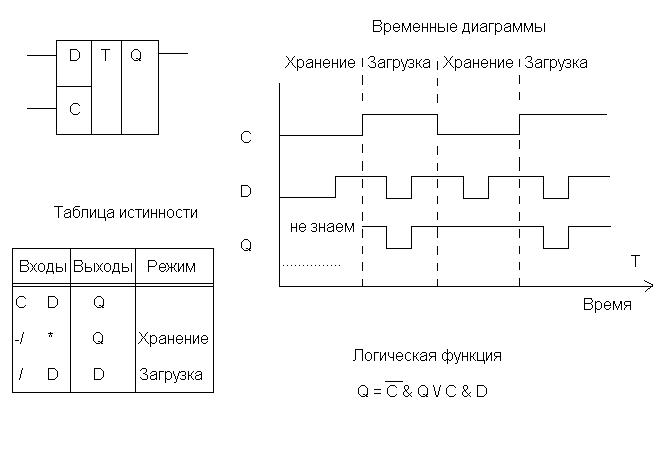 Временные диаграммы
D T Q
C
Хранение Загрузка Хранение Загрузка
C
D
не знаем
Q
...............
T
Время
Таблица истинности
Входы Выходы Режим
C D Q
-/ * Q Хранение
/ D D Загрузка
Логическая функция
Q = C̅ & Q V C & D